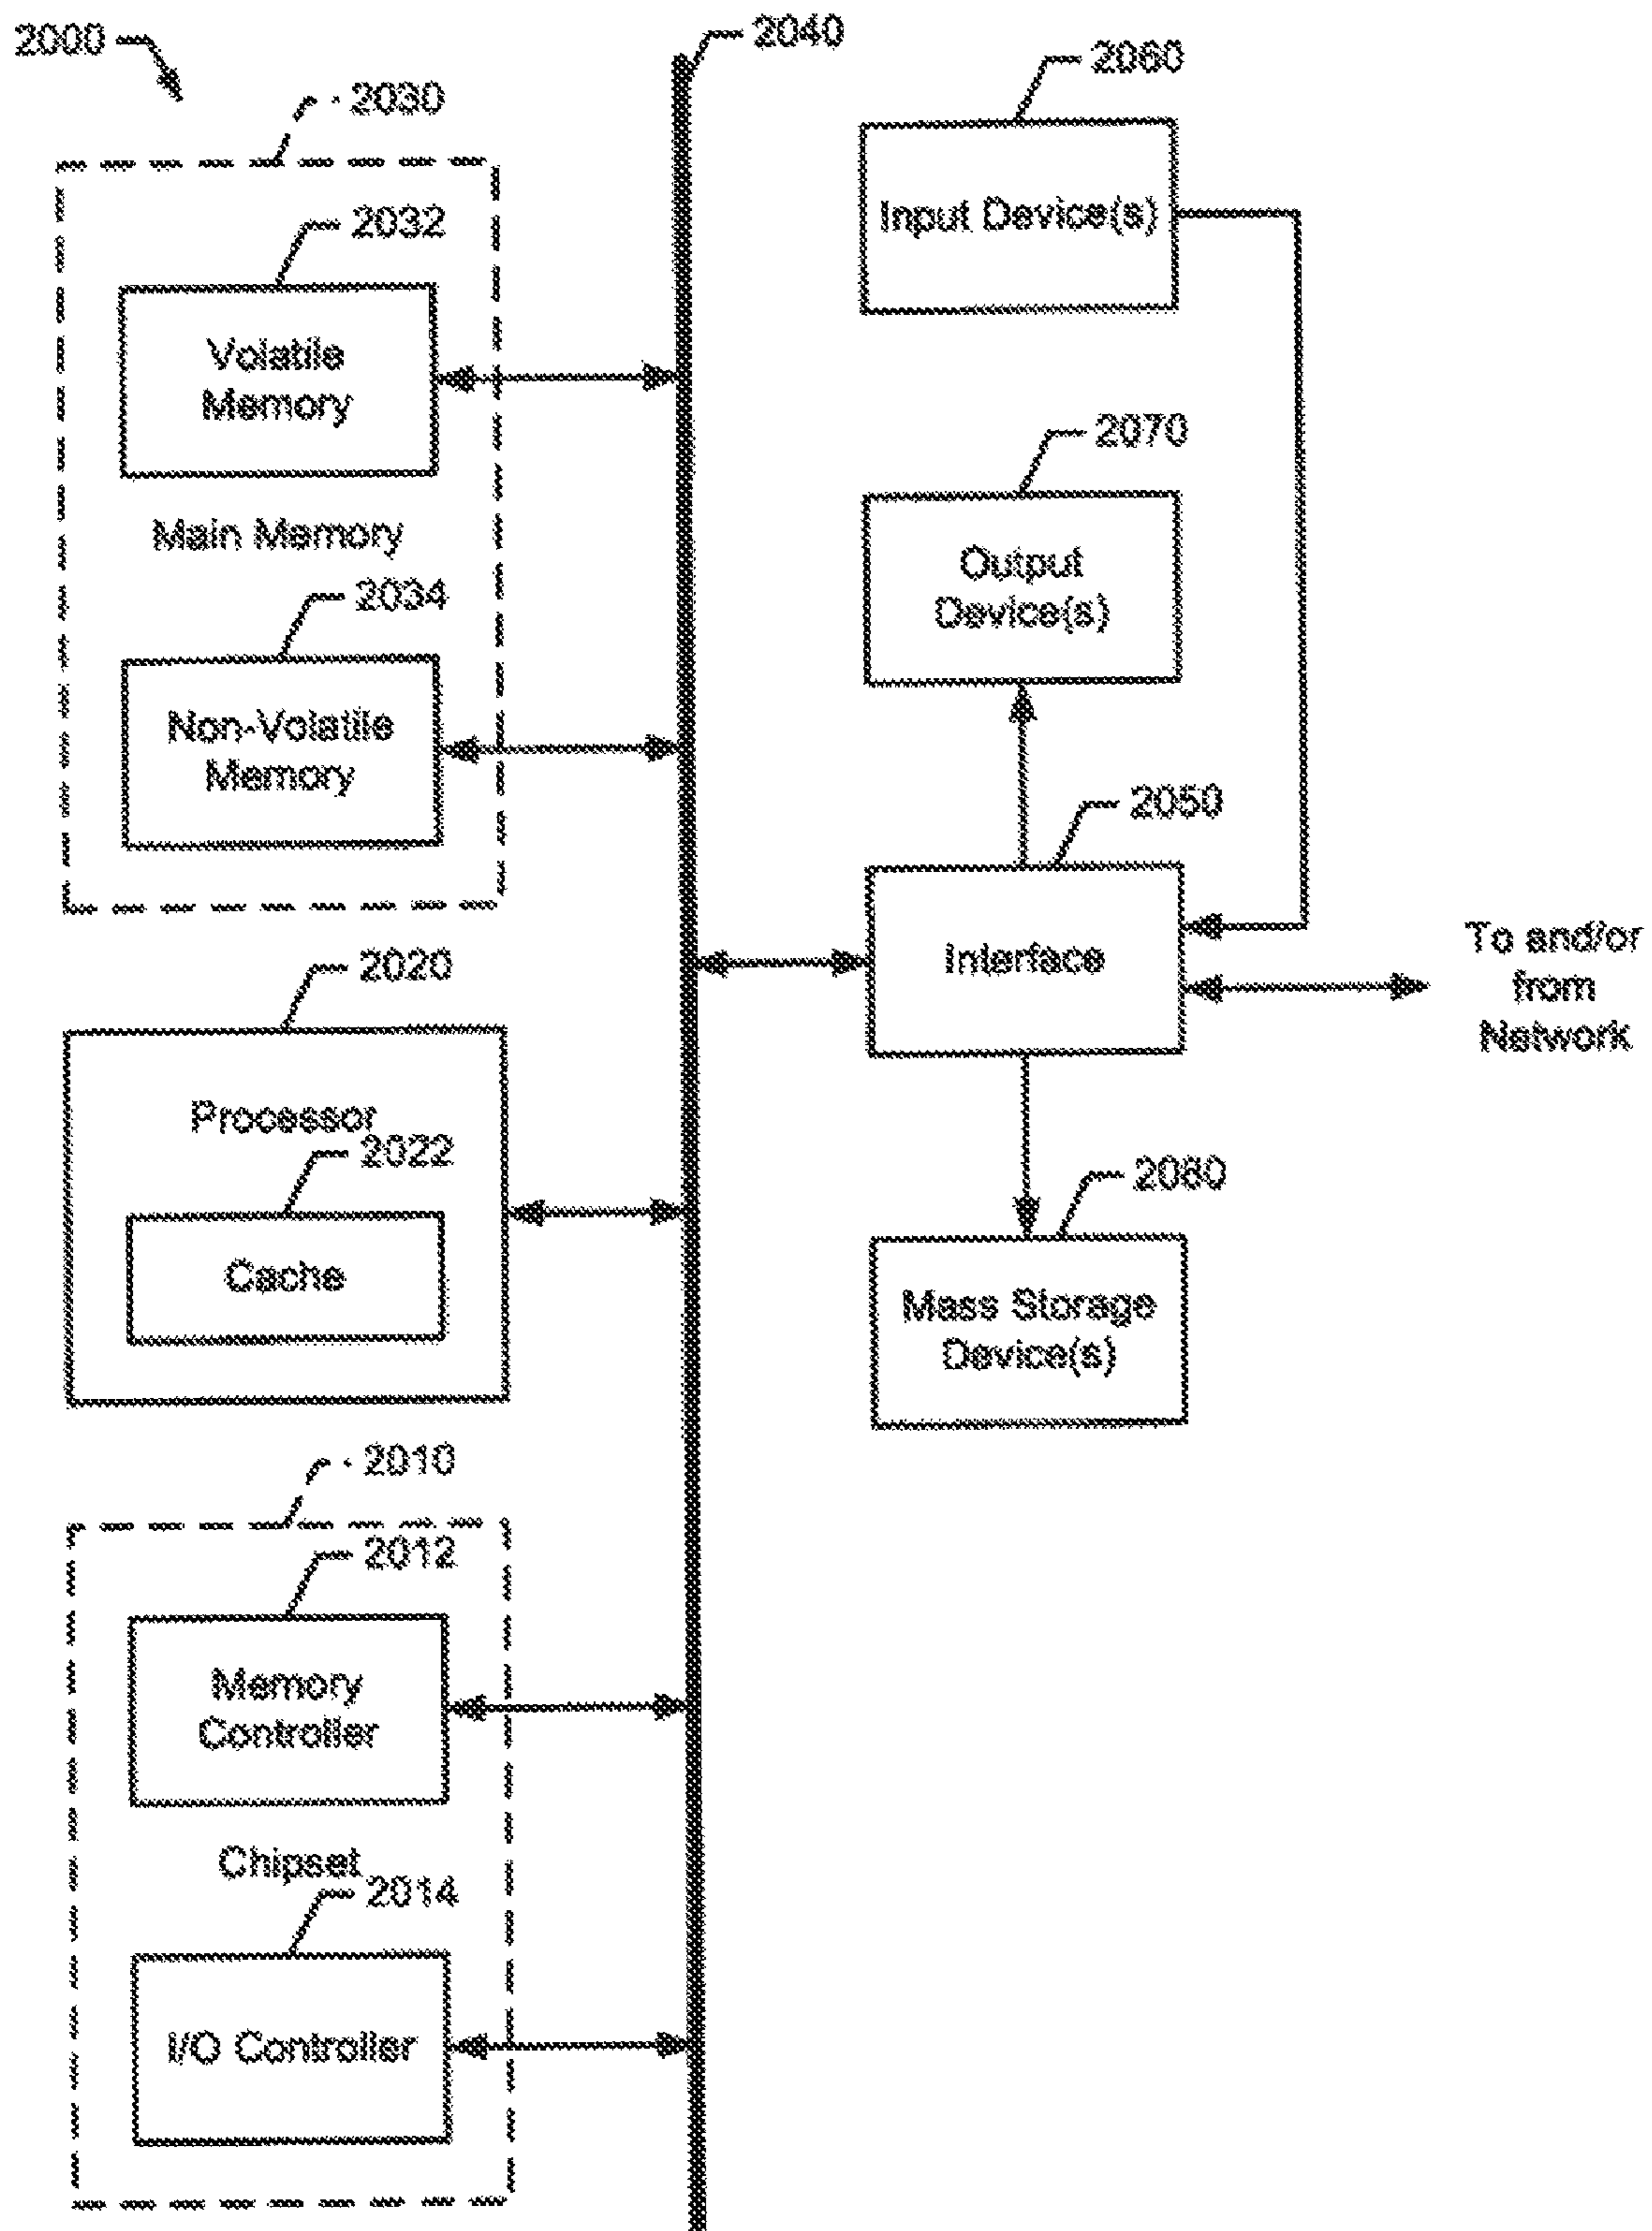 2000
2040
2060
2030
Input Device(s)
2032
Volatile
Memory
2070
Output
Device(s)
Main Memory
2034
Non-Volatile
Memory
2050
Interface
To and/or
from
Network
2020
Processor
2022
Cache
2080
Mass Storage
Device(s)
2010
2012
Memory
Controller
Chipset
2014
I/O Controller